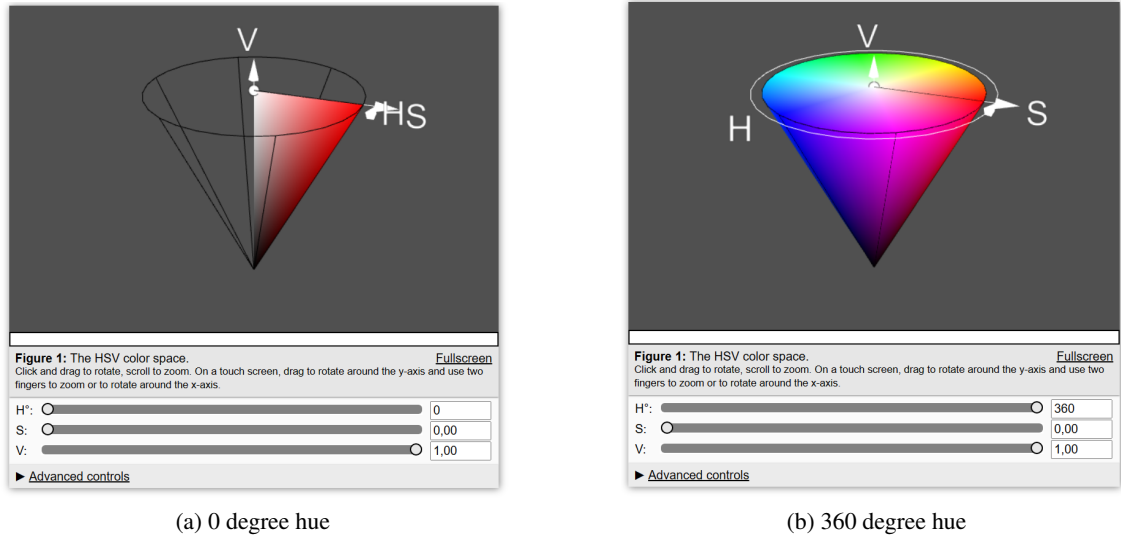 V
HS
Figure 1: The HSV color space. Fullscreen
Click and drag to rotate, scroll to zoom. On a touch screen, drag to rotate around the y-axis and use two
fingers to zoom or to rotate around the x-axis.
H°: 0
S: 0,00
V: 1,00
▶ Advanced controls
(a) 0 degree hue
V
S
H
Figure 1: The HSV color space. Fullscreen
Click and drag to rotate, scroll to zoom. On a touch screen, drag to rotate around the y-axis and use two
fingers to zoom or to rotate around the x-axis.
H°: 360
S: 0,00
V: 1,00
▶ Advanced controls
(b) 360 degree hue